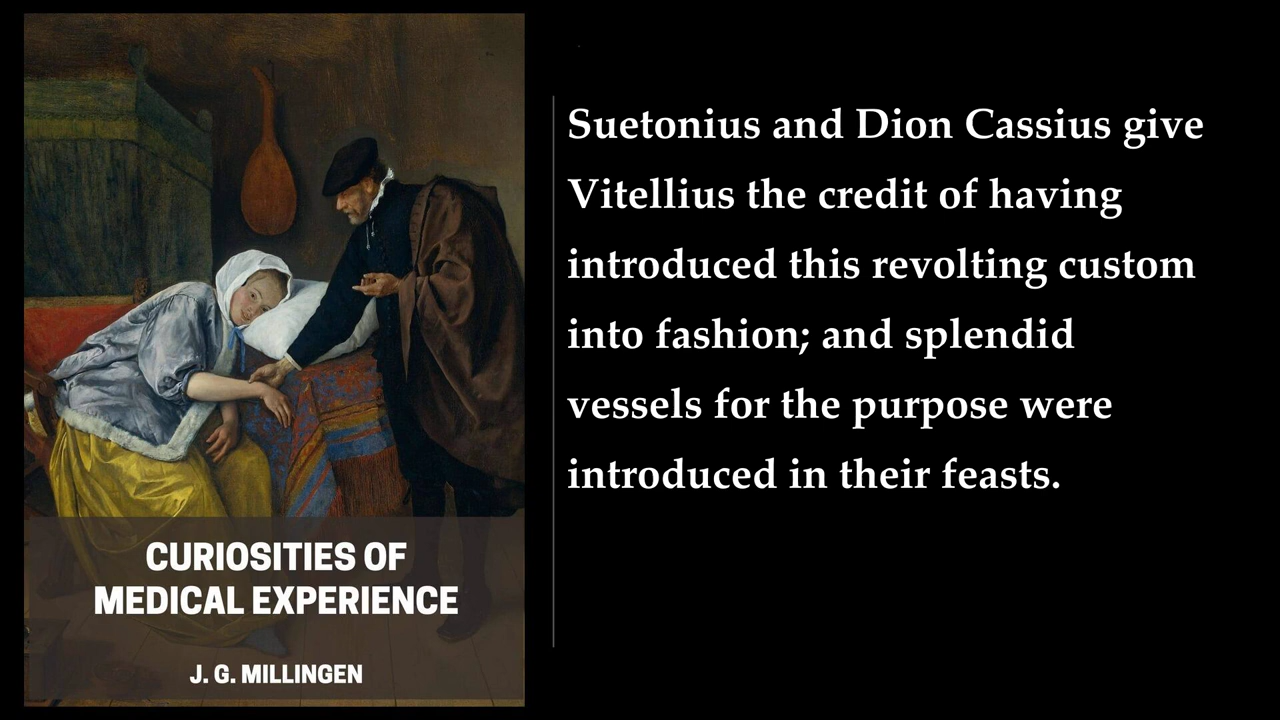 Suetonius and Dion Cassius give
Vitellius the credit of having
introduced this revolting custom
into fashion; and splendid
vessels for the purpose were
introduced in their feasts.
CURIOSITIES OF
MEDICAL EXPERIENCE
J. G. MILLINGEN